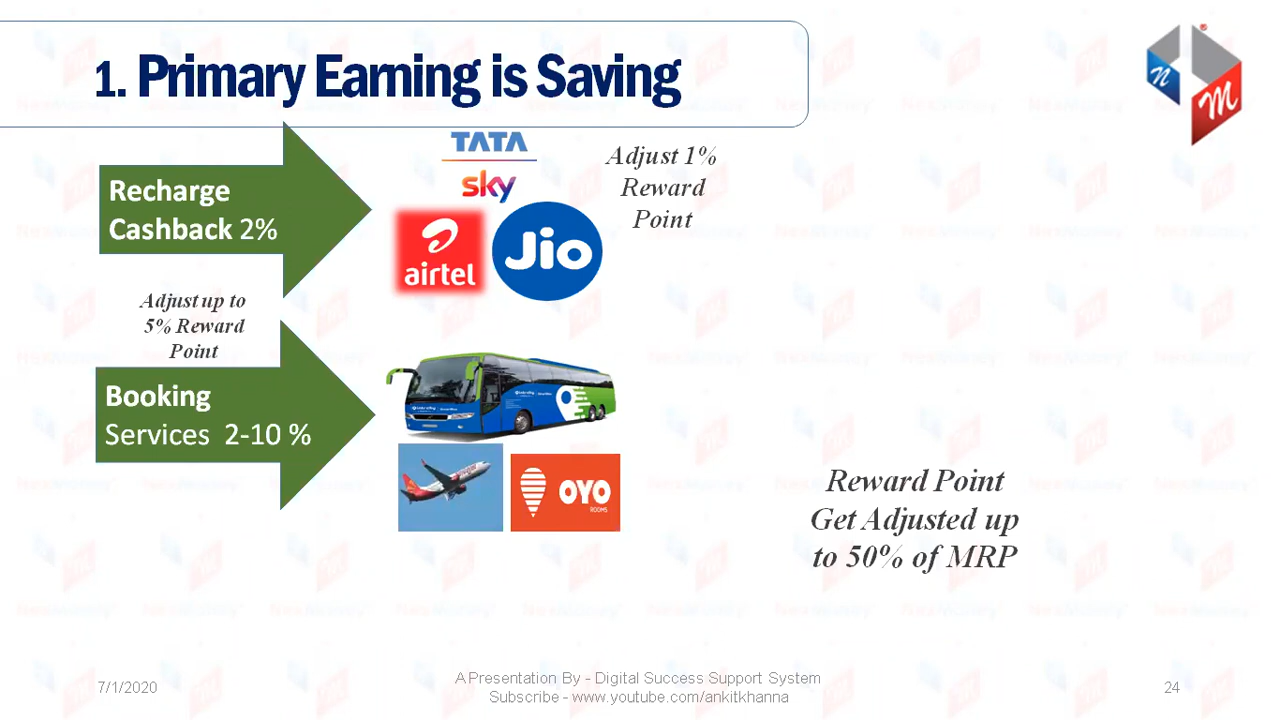 1. Primary Earning is Saving
n
m
Recharge
Cashback 2%
TATA
sky
airtel
Jio
Adjust 1%
Reward
Point
Adjust up to
5% Reward
Point
Booking
Services 2-10 %
OYO
ROOMS
Reward Point
Get Adjusted up
to 50% of MRP
7/1/2020
A Presentation By - Digital Success Support System
Subscribe - www.youtube.com/ankitkhanna
24